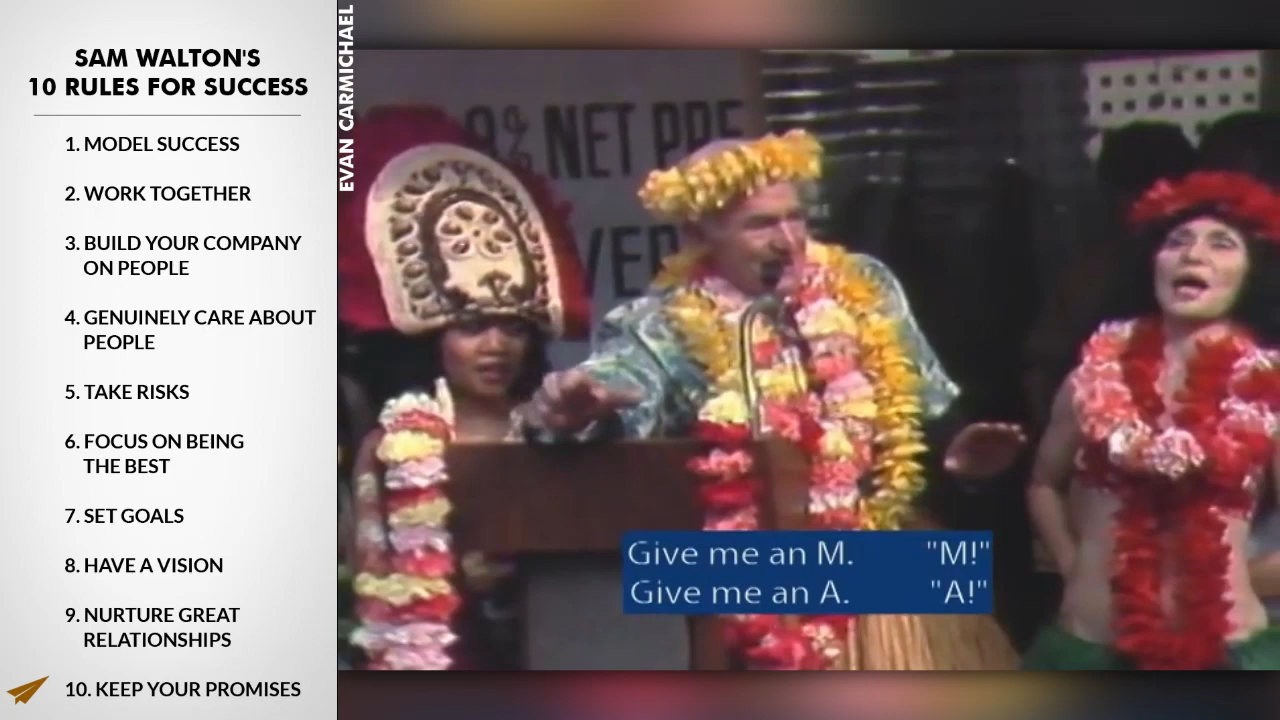 SAM WALTON'S
10 RULES FOR SUCCESS
1. MODEL SUCCESS
2. WORK TOGETHER
3. BUILD YOUR COMPANY
ON PEOPLE
4. GENUINELY CARE ABOUT
PEOPLE
5. TAKE RISKS
6. FOCUS ON BEING
THE BEST
7. SET GOALS
8. HAVE A VISION
9. NURTURE GREAT
RELATIONSHIPS
10. KEEP YOUR PROMISES
EVAN CARMICHAEL
8% NET PRE
Give me an M. "M!"
Give me an A. "A!"